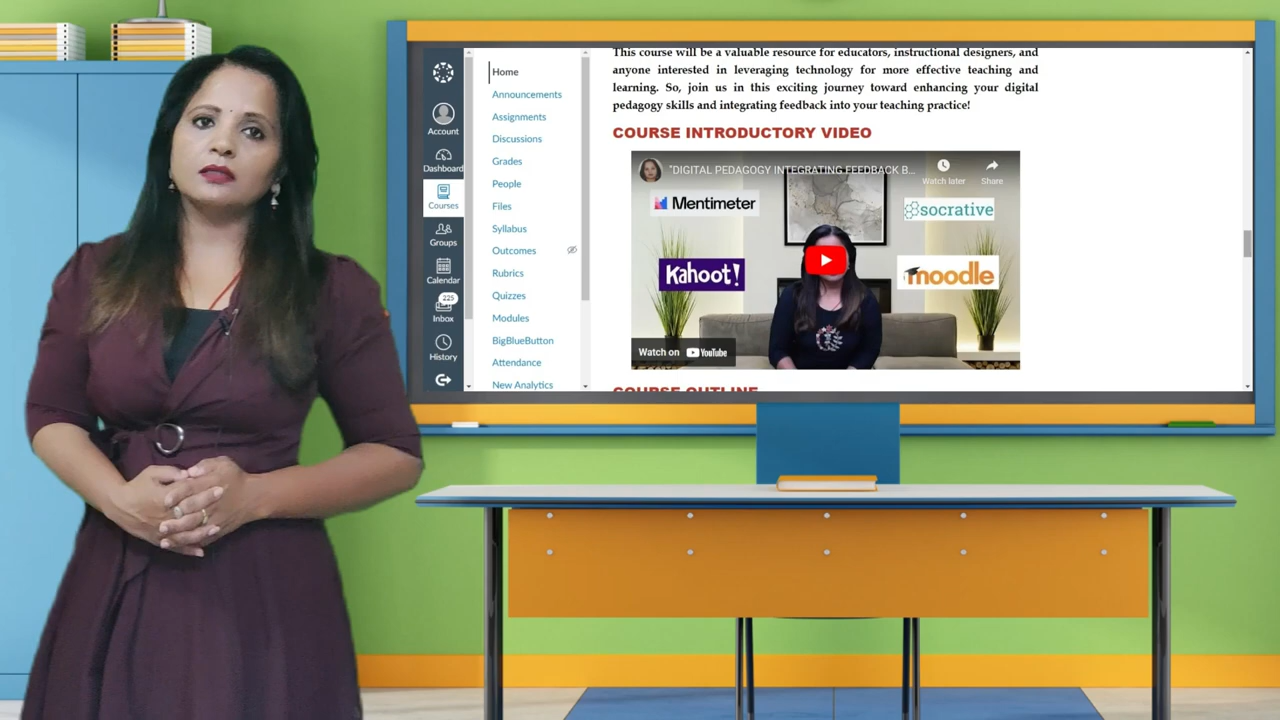 Account
Dashboard
Courses
Groups
Calendar
225
Inbox
History
Home
Announcements
Assignments
Discussions
Grades
People
Files
Syllabus
Outcomes
Rubrics
Quizzes
Modules
BigBlueButton
Attendance
New Analytics
This course will be a valuable resource for educators, instructional designers, and
anyone interested in leveraging technology for more effective teaching and
learning. So, join us in this exciting journey toward enhancing your digital
pedagogy skills and integrating feedback into your teaching practice!
COURSE INTRODUCTORY VIDEO
"DIGITAL PEDAGOGY INTEGRATING FEEDBACK B...
Watch later
Share
Mentimeter
socrative
Kahoot!
moodle
Watch on YouTube
COURSE OUTLINE